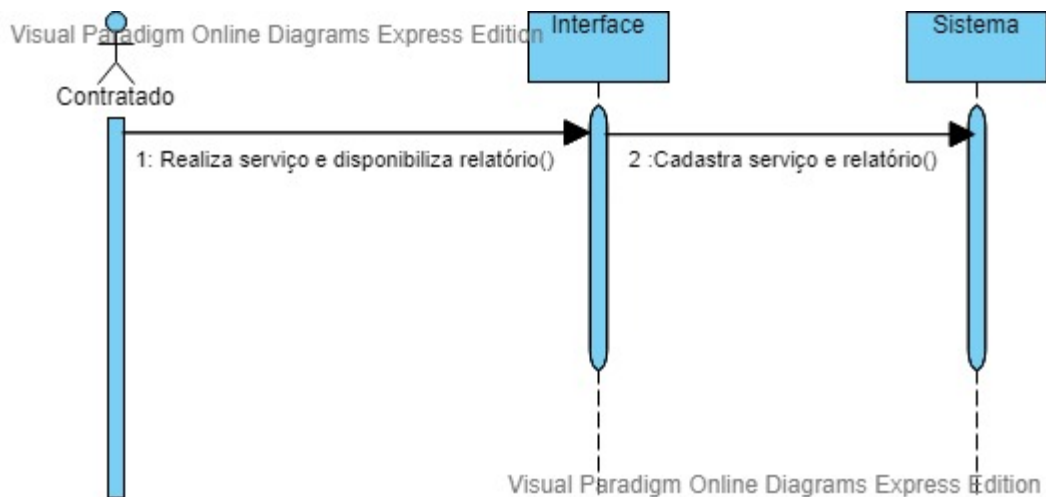 Visual Paradigm Online Diagrams Express Edition
Interface
Sistema
Contratado
1: Realiza serviço e disponibiliza relatório()
2 :Cadastra serviço e relatório()
Visual Paradigm Online Diagrams Express Edition